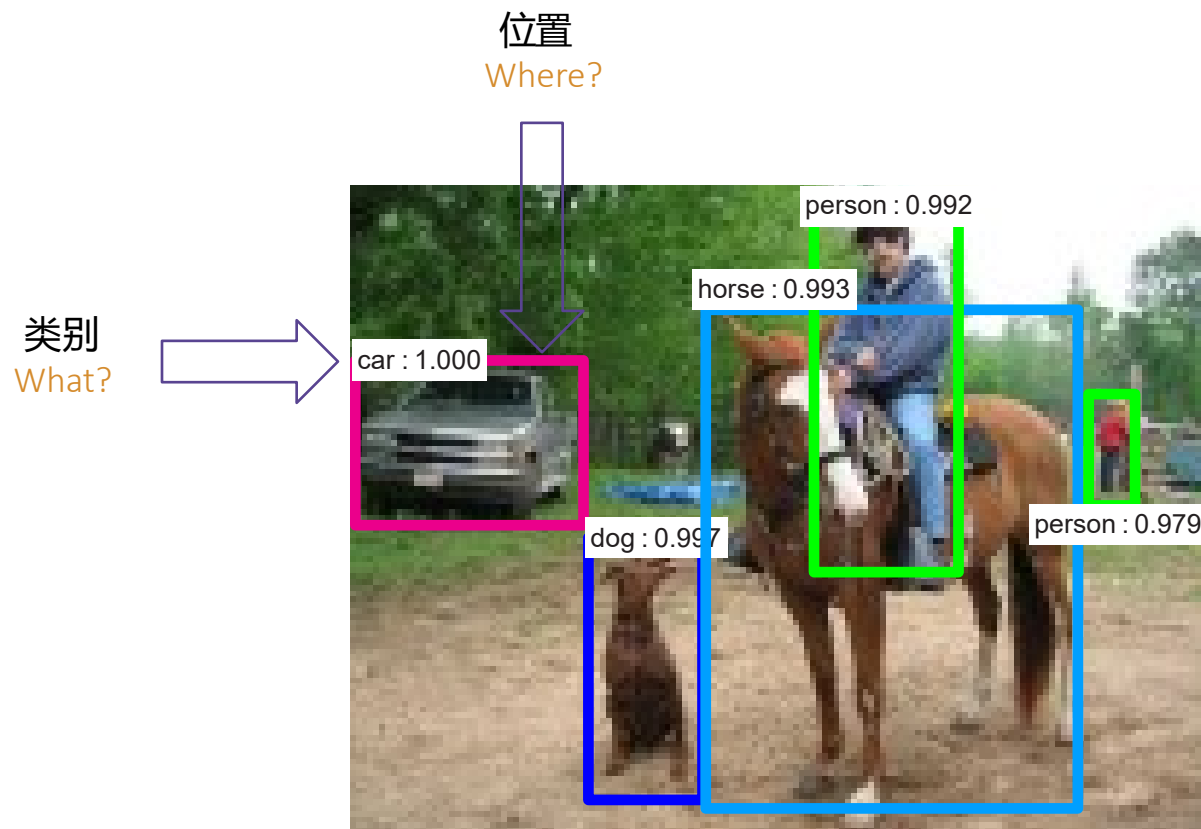 位置
Where?
类别
What?
person : 0.992
horse : 0.993
car : 1.000
dog : 0.997
person : 0.979